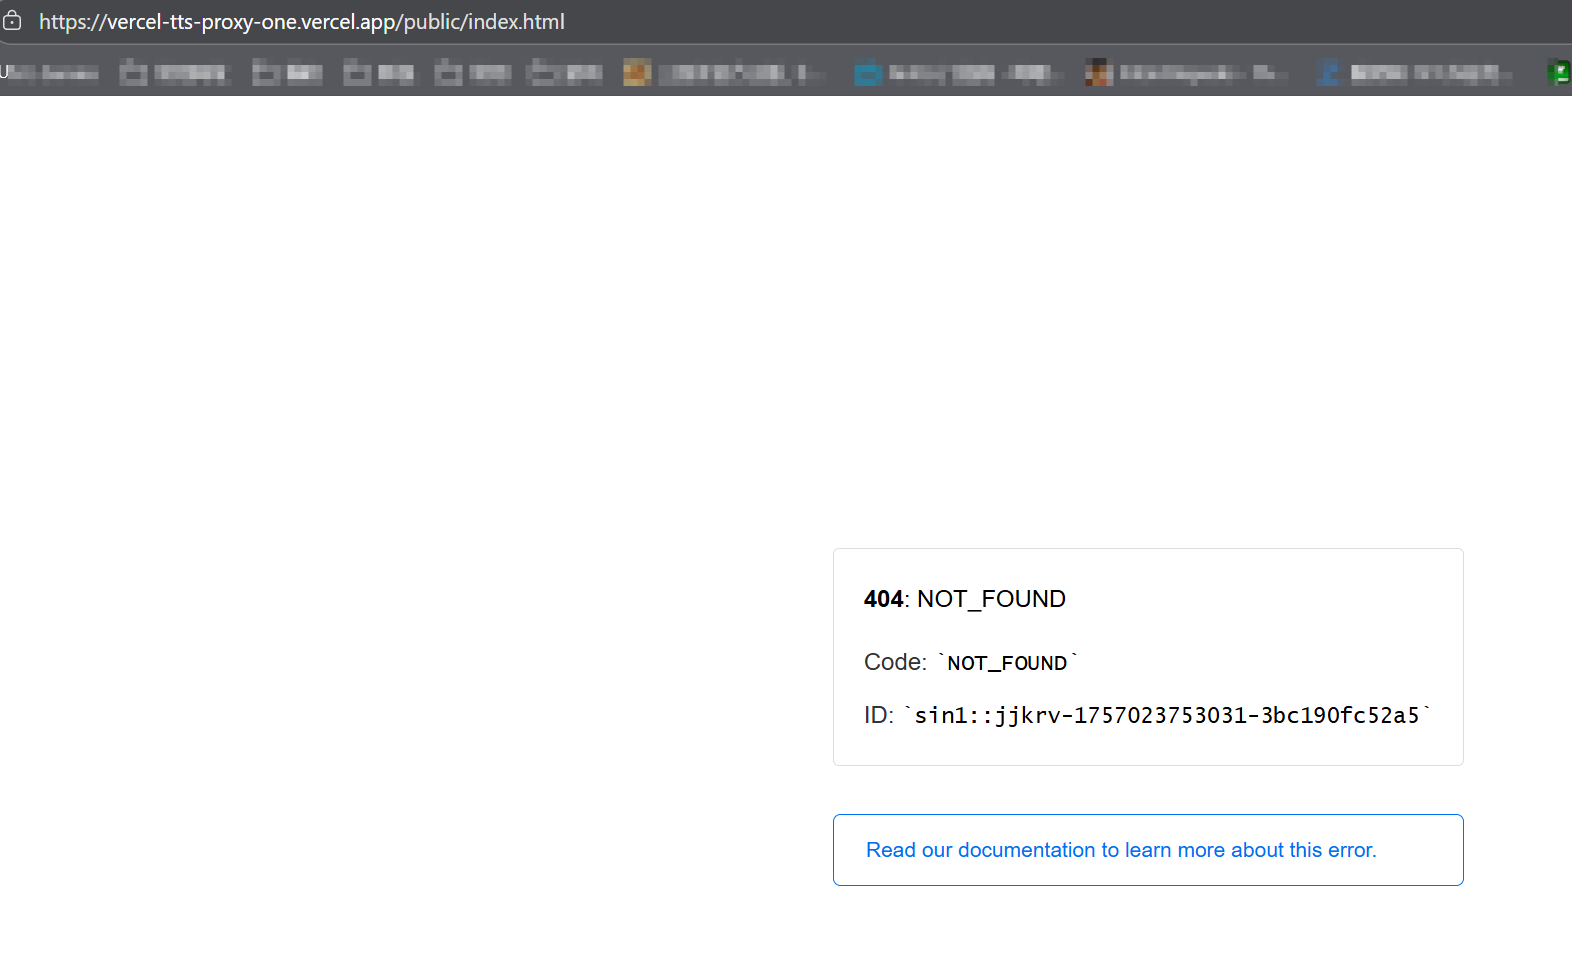 https://vercel-tts-proxy-one.vercel.app/public/index.html
404: NOT_FOUND
Code: `NOT_FOUND`
ID: `sin1::jjkrv-1757023753031-3bc190fc52a5`
Read our documentation to learn more about this error.